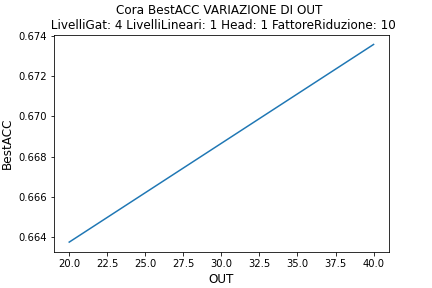 Cora BestACC VARIAZIONE DI OUT
LivelliGat: 4 LivelliLineari: 1 Head: 1 FattoreRiduzione: 10
0.674
0.672
0.670
0.668
0.666
0.664
BestACC
20.0 22.5 25.0 27.5 30.0 32.5 35.0 37.5 40.0
OUT